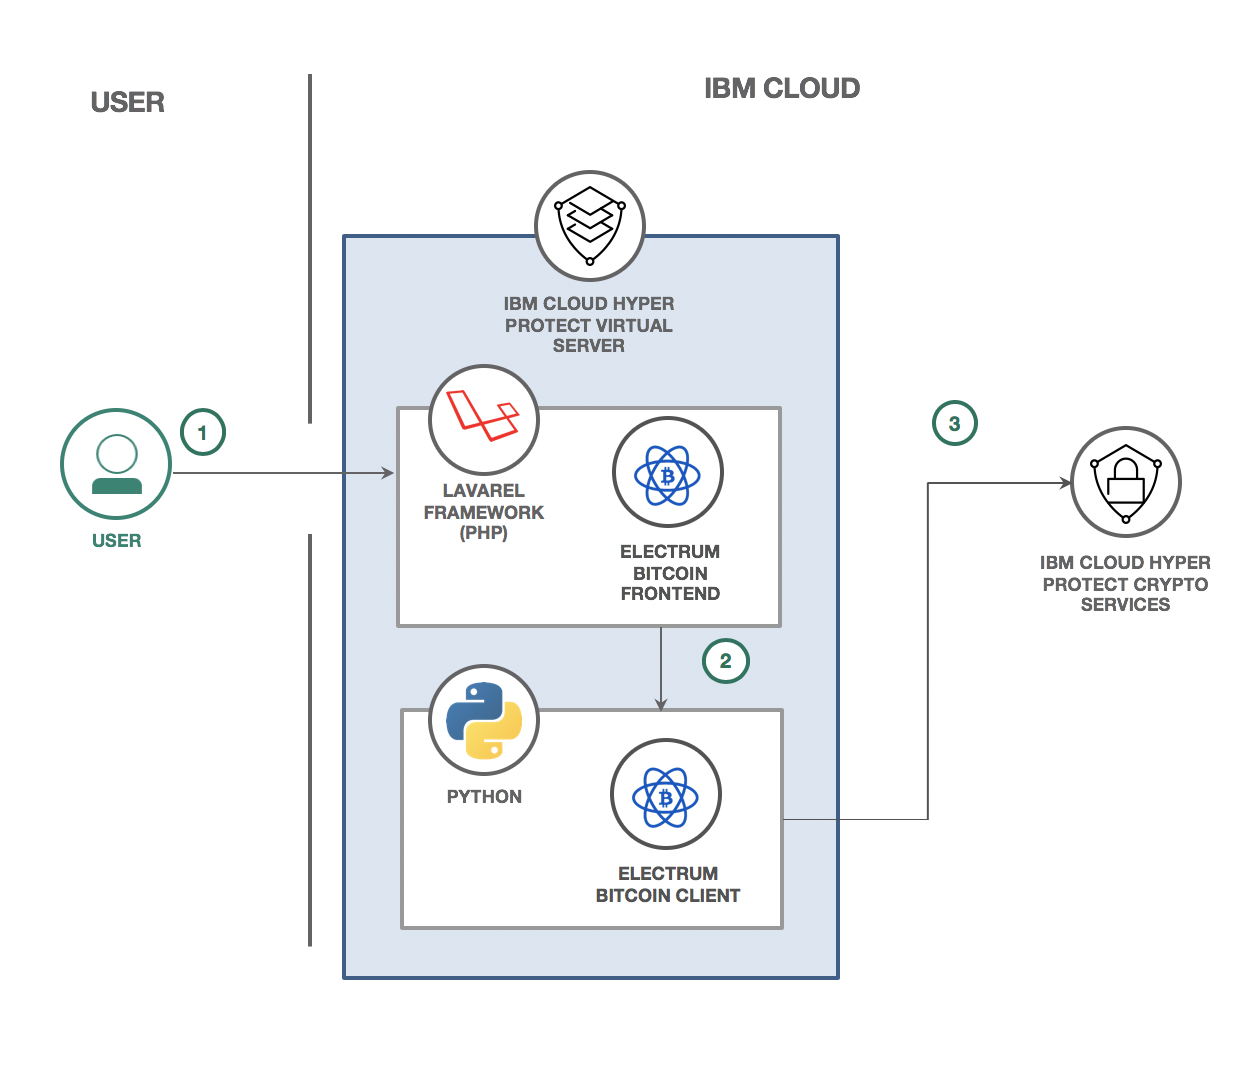 USER
IBM CLOUD
IBM CLOUD HYPER
PROTECT VIRTUAL
SERVER
1
USER
LAVAREL
FRAMEWORK
(PHP)
ELECTRUM
BITCOIN
FRONTEND
2
PYTHON
ELECTRUM
BITCOIN CLIENT
3
IBM CLOUD HYPER
PROTECT CRYPTO
SERVICES